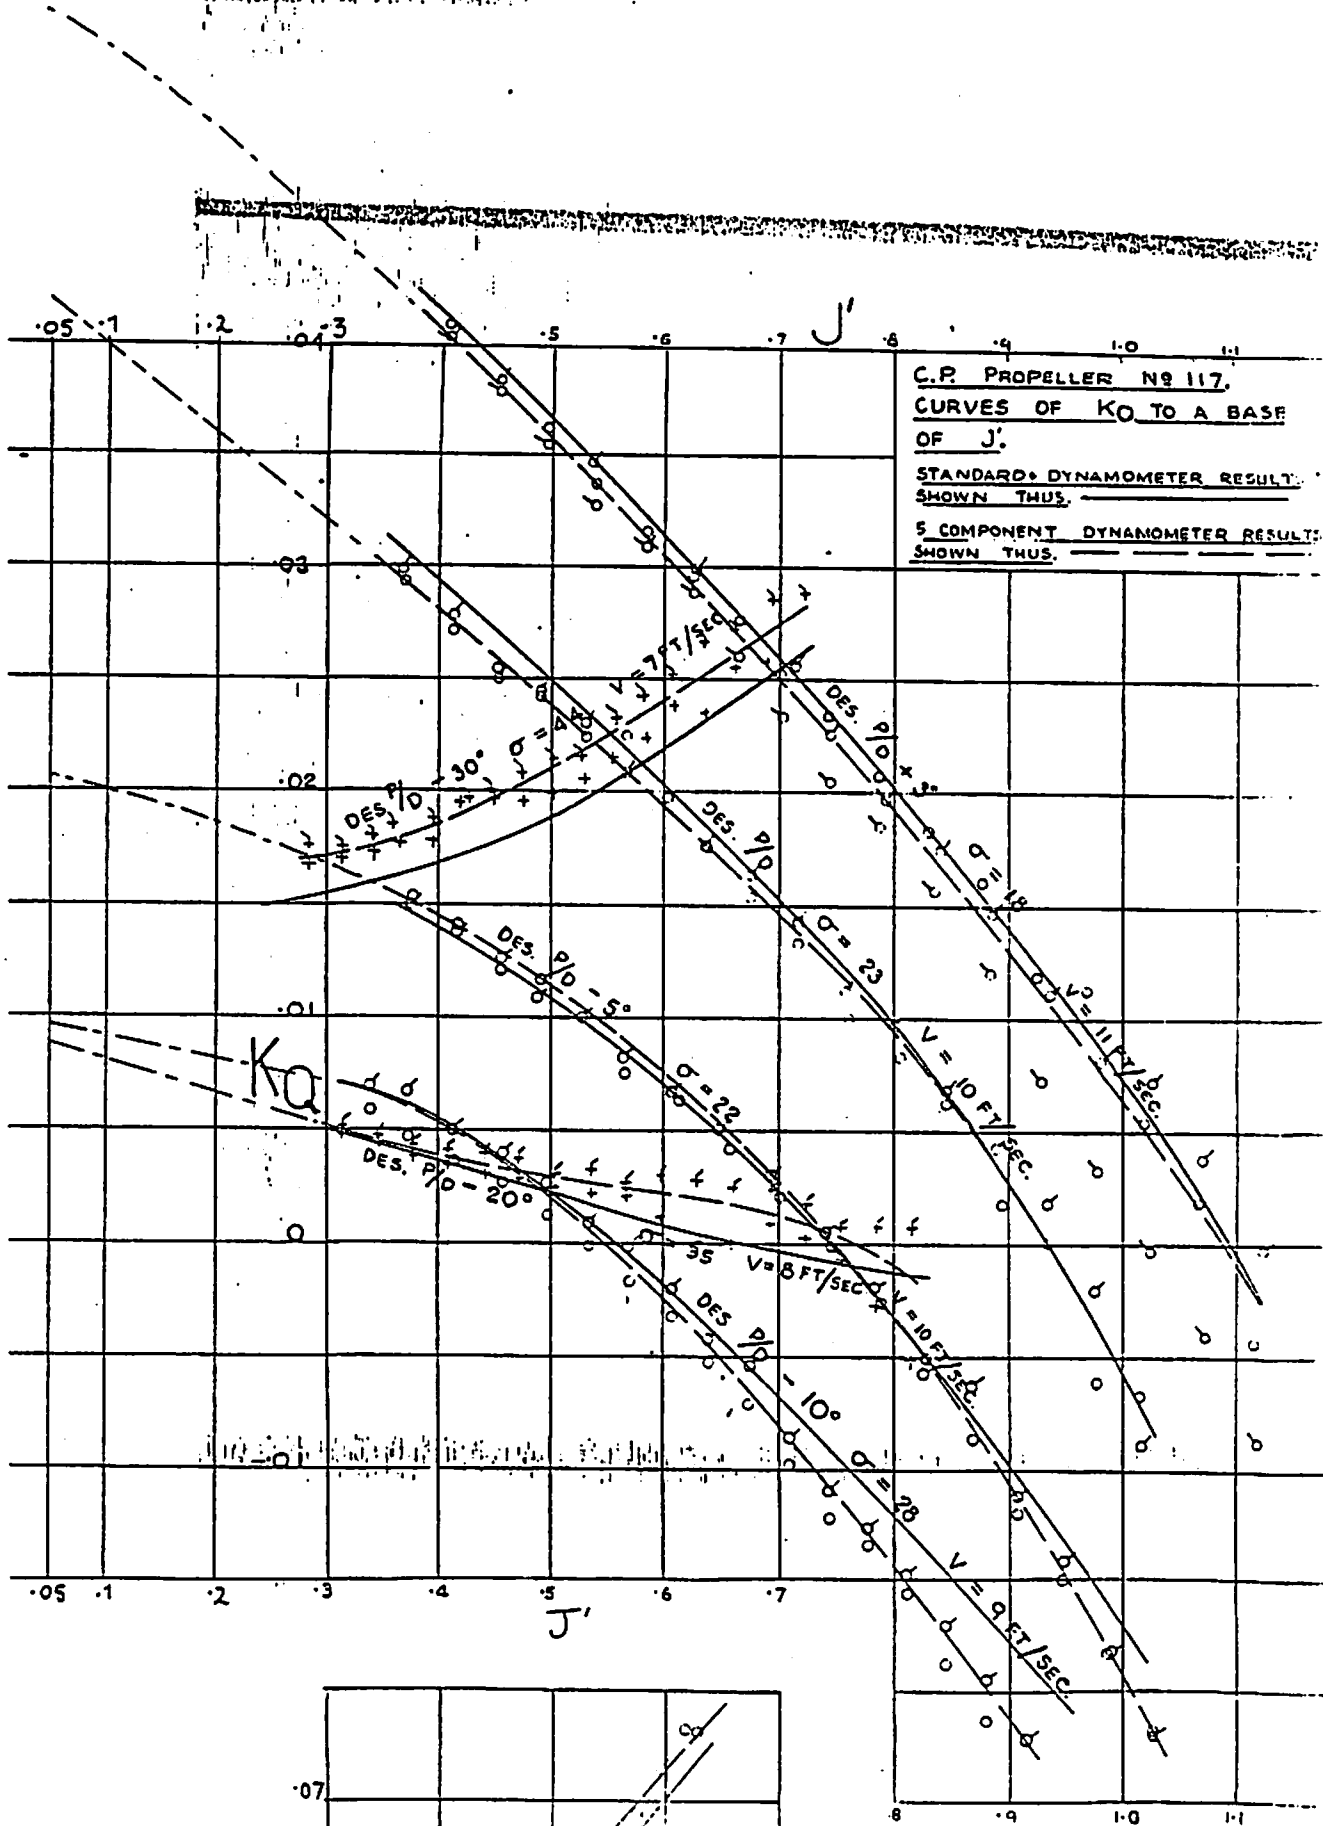 J'
.05 .1 .2 .3 .5 .6 .7 .8 .9 1.0 1.1
.04
C.P. PROPELLER Nº 117.
CURVES OF KQ TO A BASE
OF J'.
STANDARD DYNAMOMETER RESULT
SHOWN THUS.
5 COMPONENT DYNAMOMETER RESULTS
SHOWN THUS.
.03
V = 7 FT/SEC
σ = 44
DES. P/D - 30°
.02
DES. P/D
σ = 18
V = 11 FT/SEC.
DES. P/D
σ = 23
V = 10 FT/SEC.
DES. P/D - 5°
σ = 22
V = 10 FT/SEC.
.01
KQ
DES. P/D - 20°
35
V = 8 FT/SEC
0
DES P/D - 10°
σ = 28
V = 9 FT/SEC.
-.01
.05 .1 .2 .3 .4 .5 .6 .7
J'
.07
.8 .9 1.0 1.1